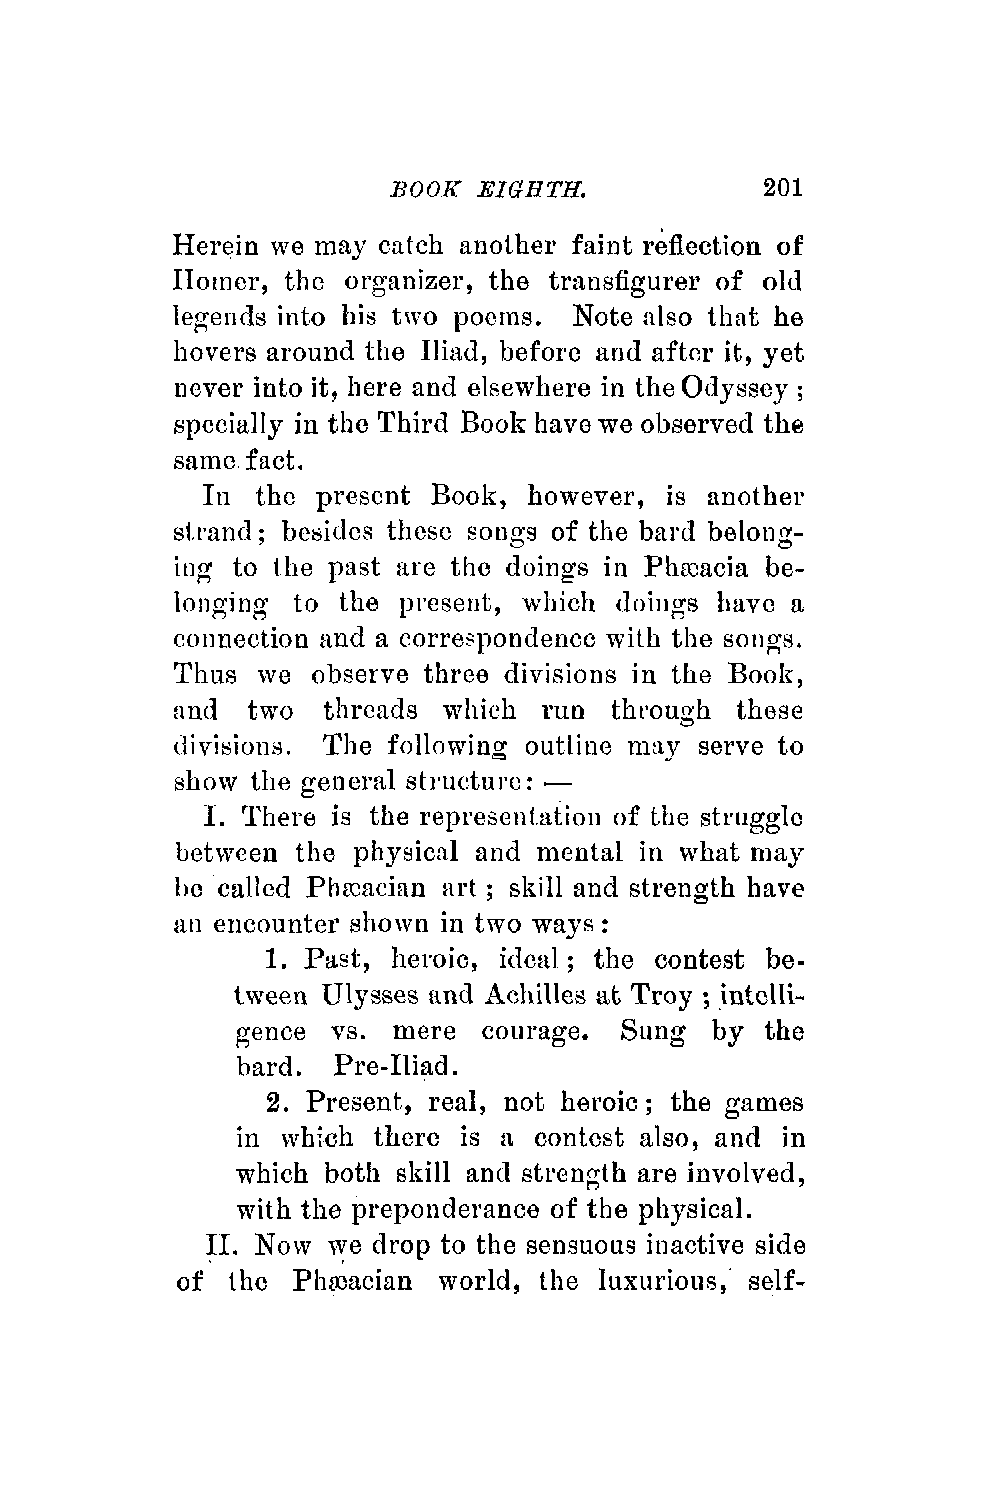 BOOK EIGHTH. 201
Herein we may catch another faint reflection of
Homer, the organizer, the transfigurer of old
legends into his two poems. Note also that he
hovers around the Iliad, before and after it, yet
never into it, here and elsewhere in the Odyssey ;
specially in the Third Book have we observed the
same fact.
In the present Book, however, is another
strand; besides these songs of the bard belong-
ing to the past are the doings in Phæacia be-
longing to the present, which doings have a
connection and a correspondence with the songs.
Thus we observe three divisions in the Book,
and two threads which run through these
divisions. The following outline may serve to
show the general structure: —
I. There is the representation of the struggle
between the physical and mental in what may
be called Phæacian art ; skill and strength have
an encounter shown in two ways :
1. Past, heroic, ideal ; the contest be-
tween Ulysses and Achilles at Troy ; intelli-
gence vs. mere courage. Sung by the
bard. Pre-Iliad.
2. Present, real, not heroic ; the games
in which there is a contest also, and in
which both skill and strength are involved,
with the preponderance of the physical.
II. Now we drop to the sensuous inactive side
of the Phæacian world, the luxurious, self-